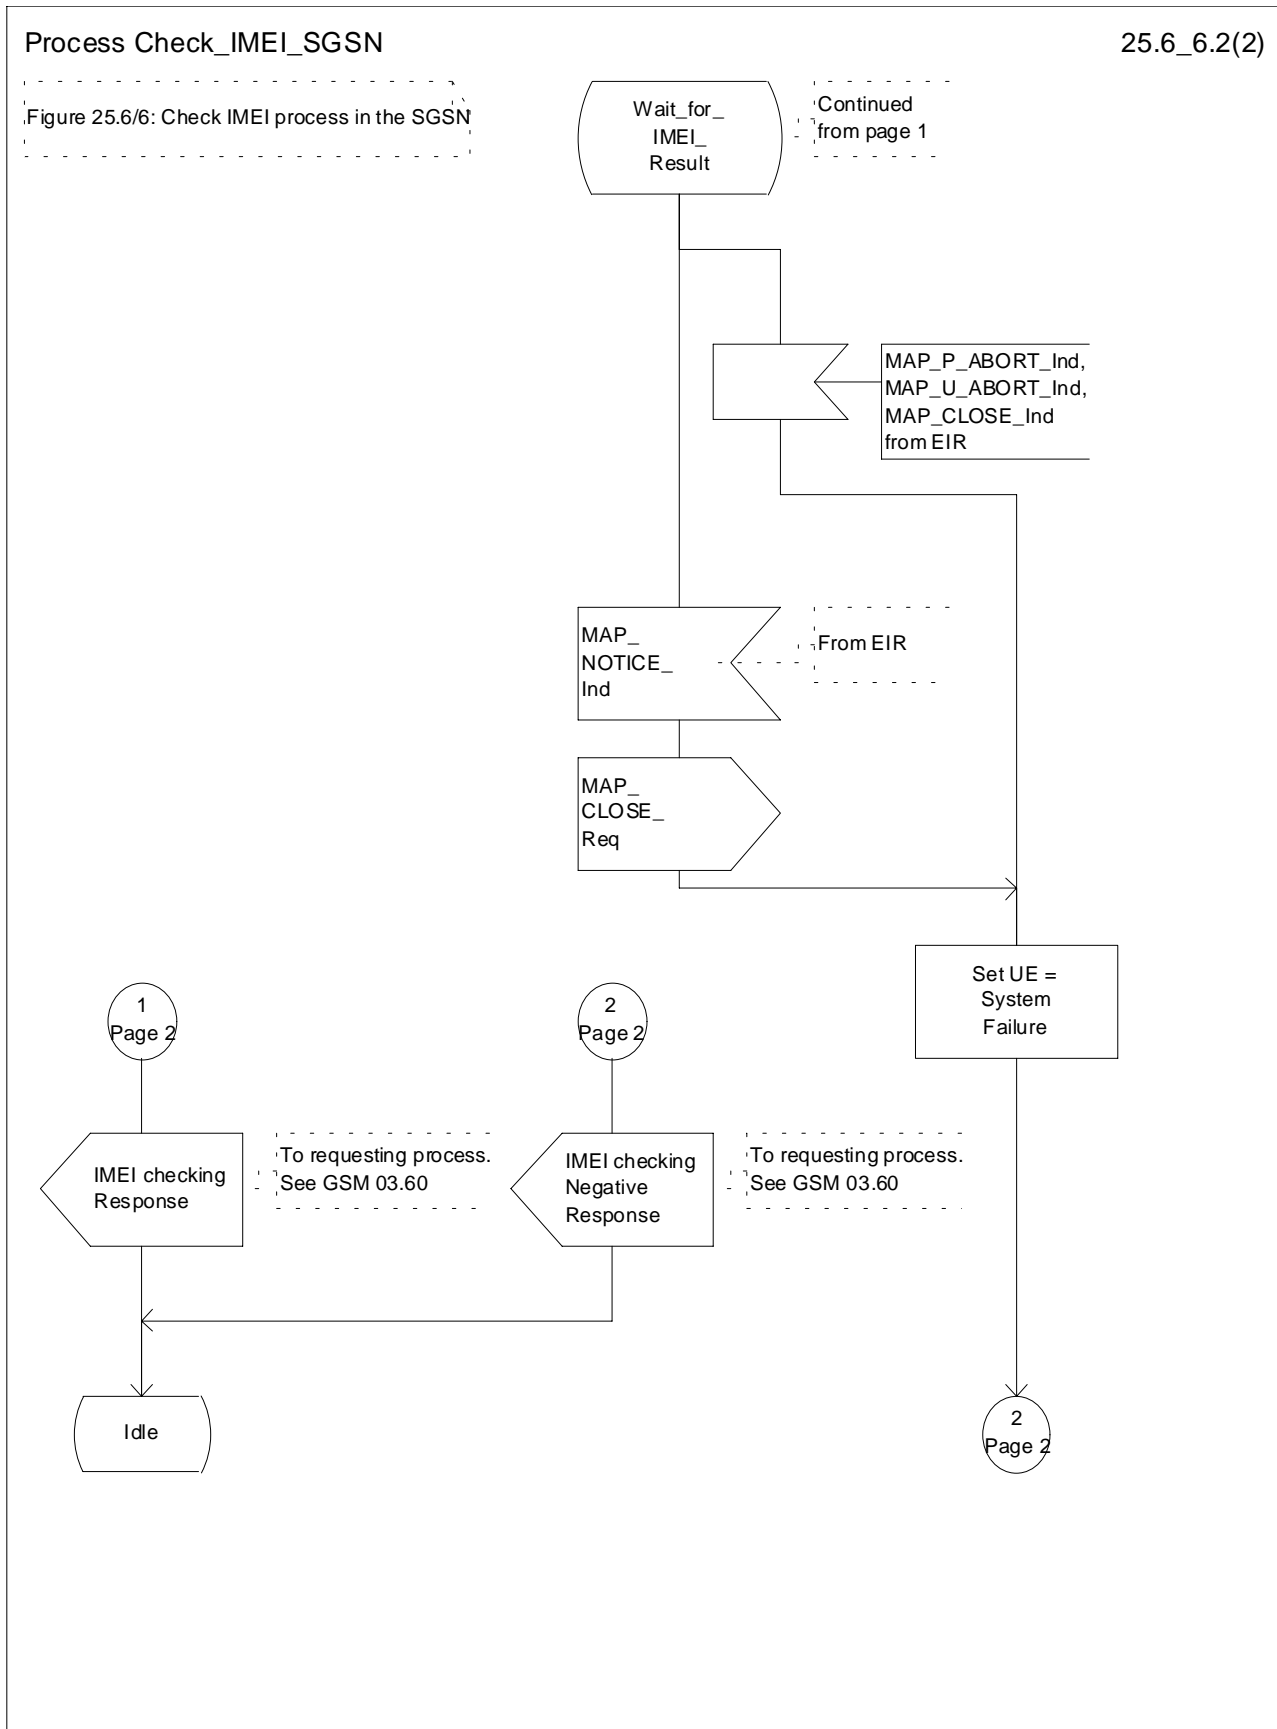 Process Check_IMEI_SGSN
25.6_6.2(2)
Figure 25.6/6: Check IMEI process in the SGSN
Wait_for_
IMEI_
Result
Continued
from page 1
MAP_P_ABORT_Ind,
MAP_U_ABORT_Ind,
MAP_CLOSE_Ind
from EIR
MAP_
NOTICE_
Ind
From EIR
MAP_
CLOSE_
Req
Set UE =
System
Failure
1
Page 2
2
Page 2
IMEI checking
Response
To requesting process.
See GSM 03.60
IMEI checking
Negative
Response
To requesting process.
See GSM 03.60
Idle
2
Page 2